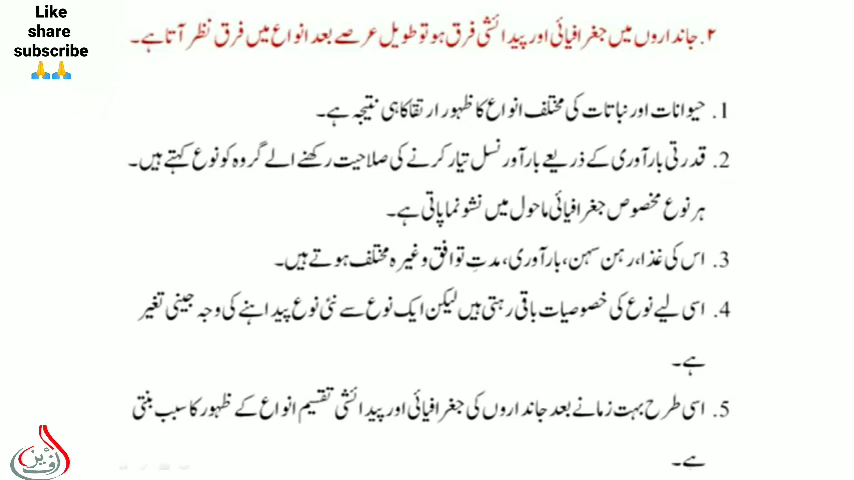 Like
share
subscribe
🙏🙏
۲. جانداروں میں جغرافیائی اور پیدائشی فرق ہو تو طویل عرصے بعد انواع میں فرق نظر آتا ہے۔
1. حیوانات اور نباتات کی مختلف انواع کا ظہور ارتقا کا ہی نتیجہ ہے۔
2. قدرتی بارآوری کے ذریعے بارآور نسل تیار کرنے کی صلاحیت رکھنے والے گروہ کو نوع کہتے ہیں۔
ہر نوع مخصوص جغرافیائی ماحول میں نشو نما پاتی ہے۔
3. اس کی غذا، رہن سہن، بارآوری، مدتِ توافق وغیرہ مختلف ہوتے ہیں۔
4. اسی لیے نوع کی خصوصیات باقی رہتی ہیں لیکن ایک نوع سے نئی نوع پیدا ہنے کی وجہ جینی تغیر
ہے۔
5. اسی طرح بہت زمانے بعد جانداروں کی جغرافیائی اور پیدائشی تقسیم انواع کے ظہور کا سبب بنتی
ہے۔